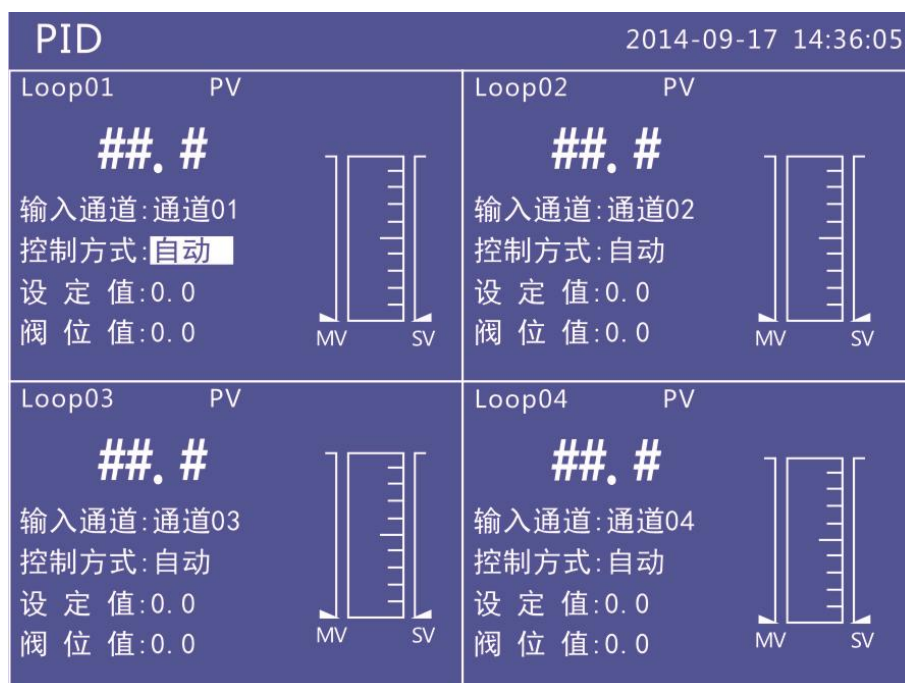 PID 2014-09-17 14:36:05
Loop01 PV
##.#
输入通道:通道01
控制方式:自动
设 定 值:0.0
阀 位 值:0.0
MV SV
Loop02 PV
##.#
输入通道:通道02
控制方式:自动
设 定 值:0.0
阀 位 值:0.0
MV SV
Loop03 PV
##.#
输入通道:通道03
控制方式:自动
设 定 值:0.0
阀 位 值:0.0
MV SV
Loop04 PV
##.#
输入通道:通道04
控制方式:自动
设 定 值:0.0
阀 位 值:0.0
MV SV